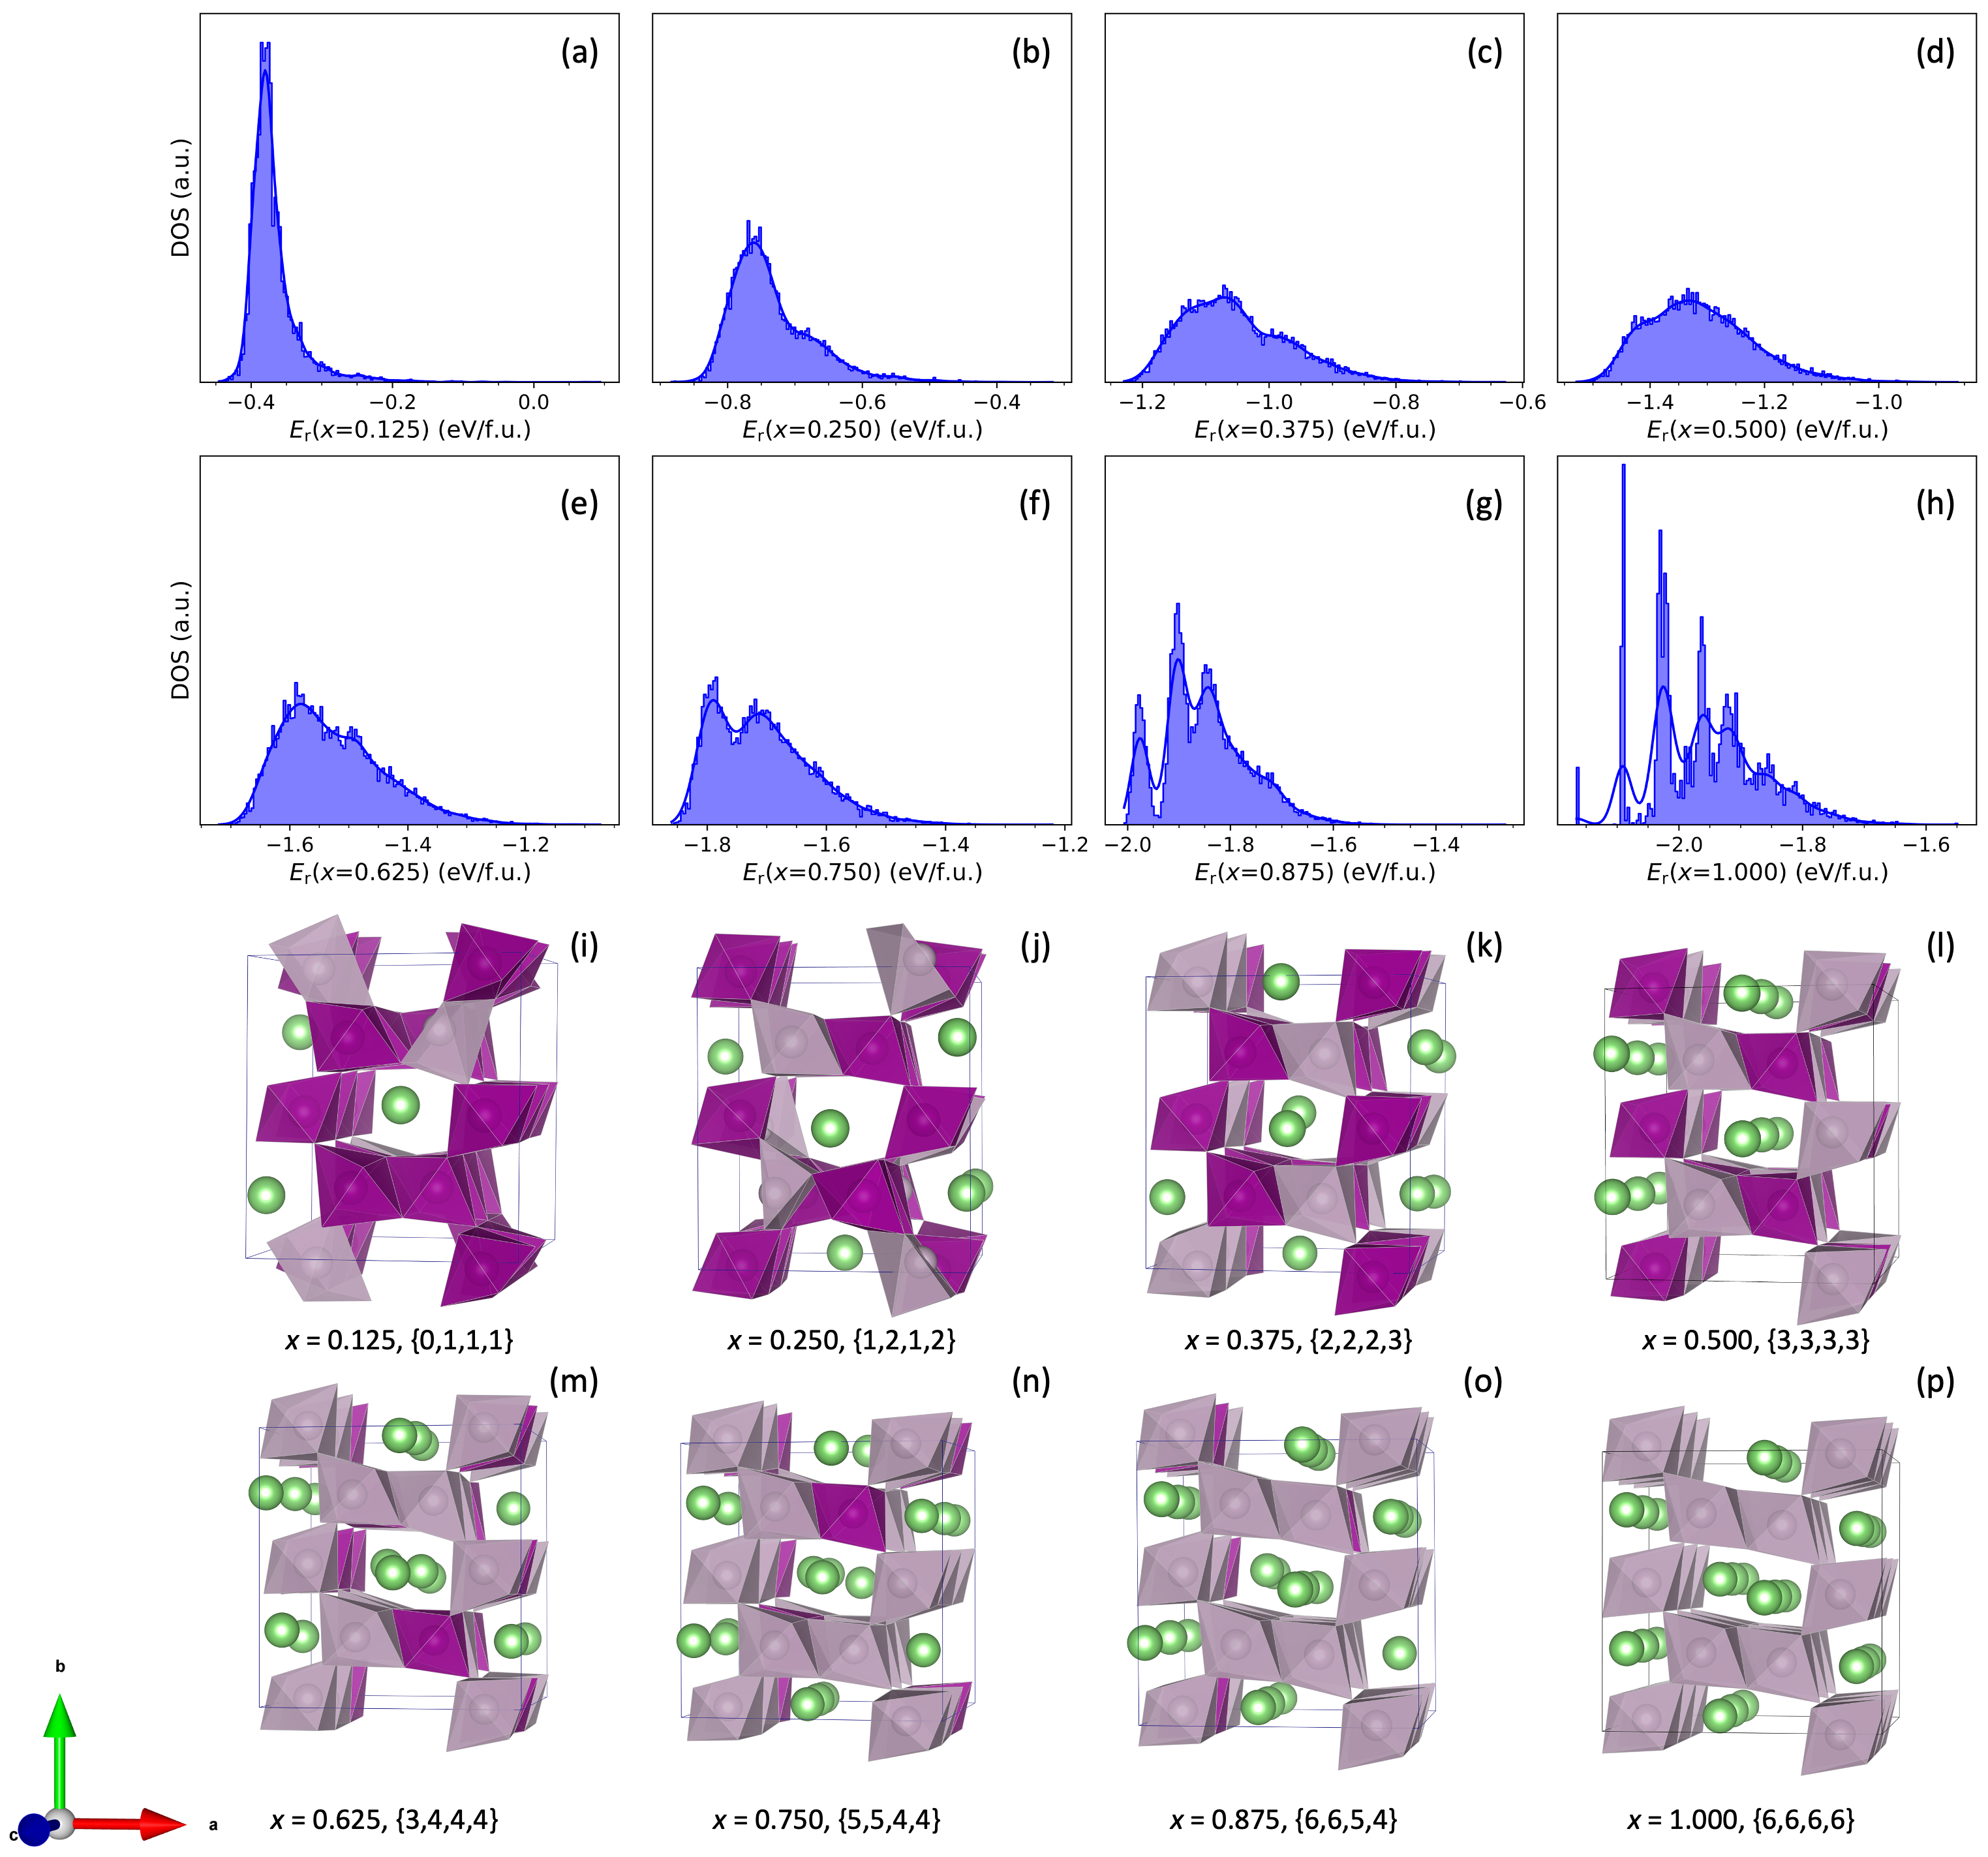 (a) (b) (c) (d)
DOS (a.u.)
−0.4 −0.2 0.0 −0.8 −0.6 −0.4 −1.2 −1.0 −0.8 −0.6 −1.4 −1.2 −1.0
Er(x=0.125) (eV/f.u.) Er(x=0.250) (eV/f.u.) Er(x=0.375) (eV/f.u.) Er(x=0.500) (eV/f.u.)
(e) (f) (g) (h)
DOS (a.u.)
−1.6 −1.4 −1.2 −1.8 −1.6 −1.4 −1.2 −2.0 −1.8 −1.6 −1.4 −2.0 −1.8 −1.6
Er(x=0.625) (eV/f.u.) Er(x=0.750) (eV/f.u.) Er(x=0.875) (eV/f.u.) Er(x=1.000) (eV/f.u.)
(i) (j) (k) (l)
x = 0.125, {0,1,1,1} x = 0.250, {1,2,1,2} x = 0.375, {2,2,2,3} x = 0.500, {3,3,3,3}
(m) (n) (o) (p)
b
c a
x = 0.625, {3,4,4,4} x = 0.750, {5,5,4,4} x = 0.875, {6,6,5,4} x = 1.000, {6,6,6,6}